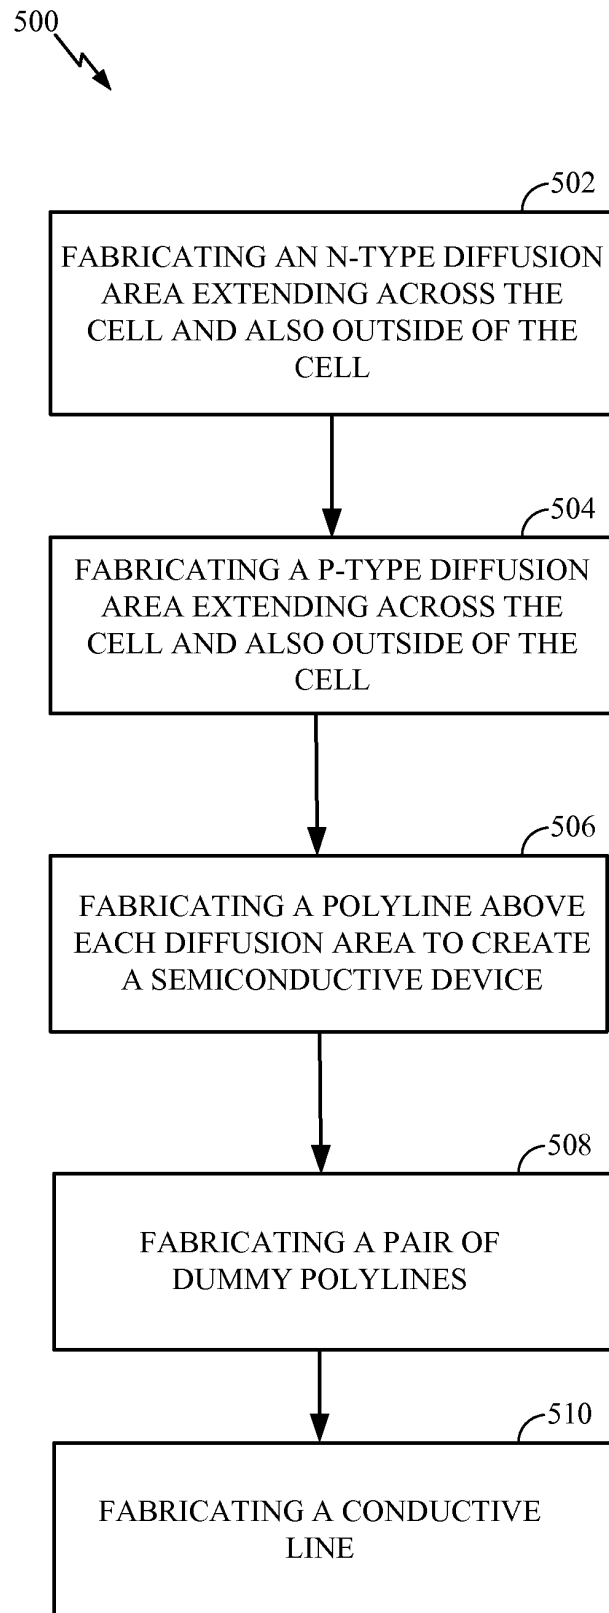 500
502
FABRICATING AN N-TYPE DIFFUSION
AREA EXTENDING ACROSS THE
CELL AND ALSO OUTSIDE OF THE
CELL
504
FABRICATING A P-TYPE DIFFUSION
AREA EXTENDING ACROSS THE
CELL AND ALSO OUTSIDE OF THE
CELL
506
FABRICATING A POLYLINE ABOVE
EACH DIFFUSION AREA TO CREATE
A SEMICONDUCTIVE DEVICE
508
FABRICATING A PAIR OF
DUMMY POLYLINES
510
FABRICATING A CONDUCTIVE
LINE